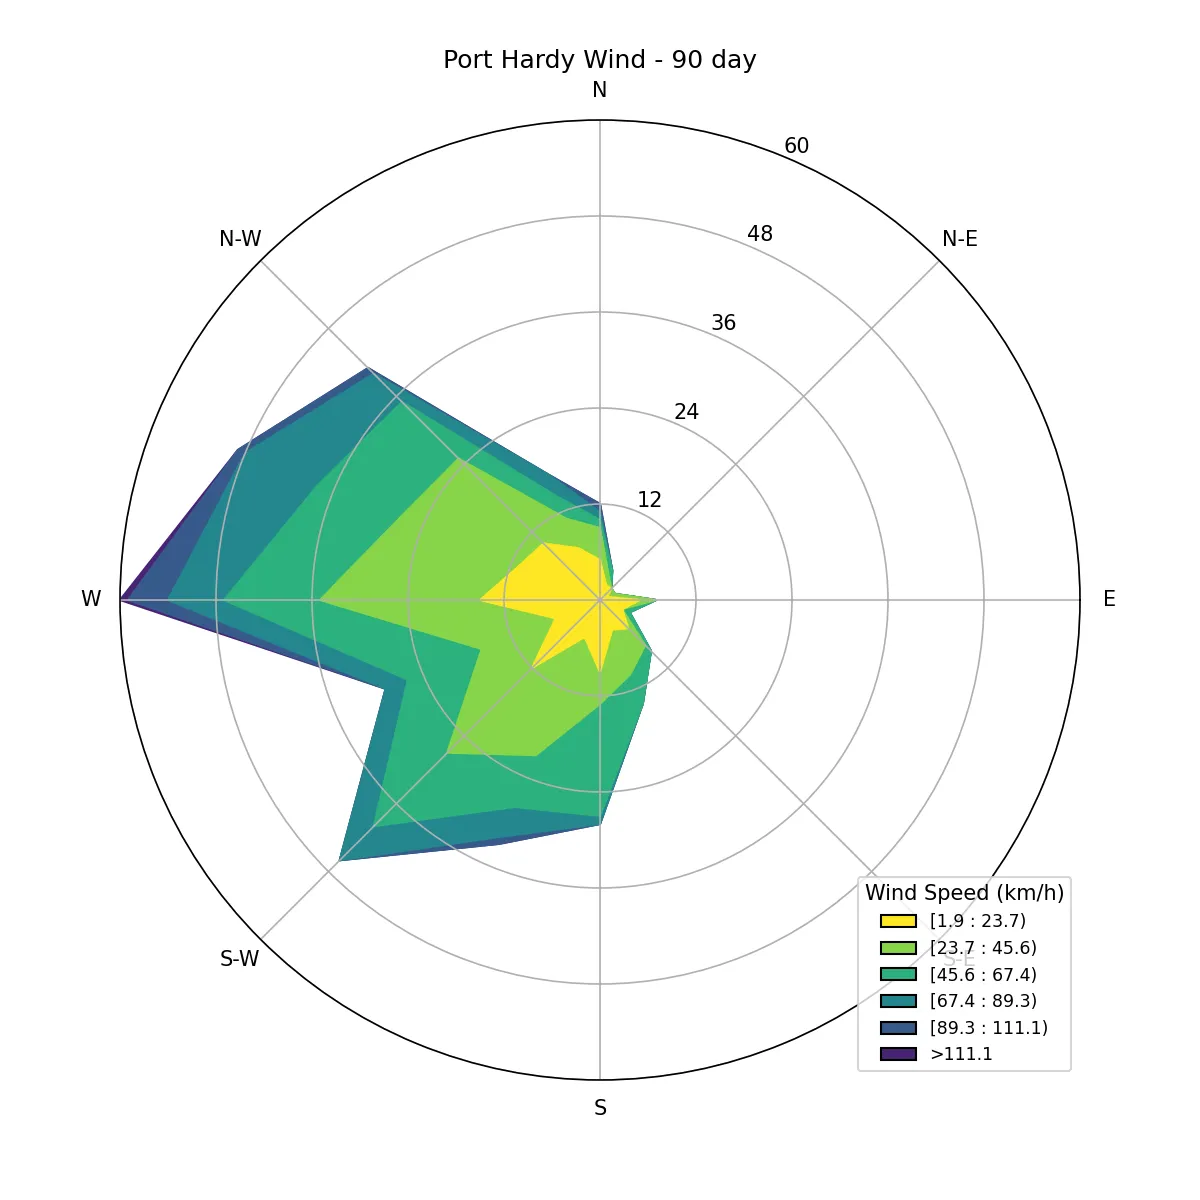 Port Hardy Wind - 90 day
N
60
48
N-W
N-E
36
24
12
W
E
Wind Speed (km/h)
[1.9 : 23.7)
[23.7 : 45.6)
S-W
S-E
[45.6 : 67.4)
[67.4 : 89.3)
[89.3 : 111.1)
>111.1
S